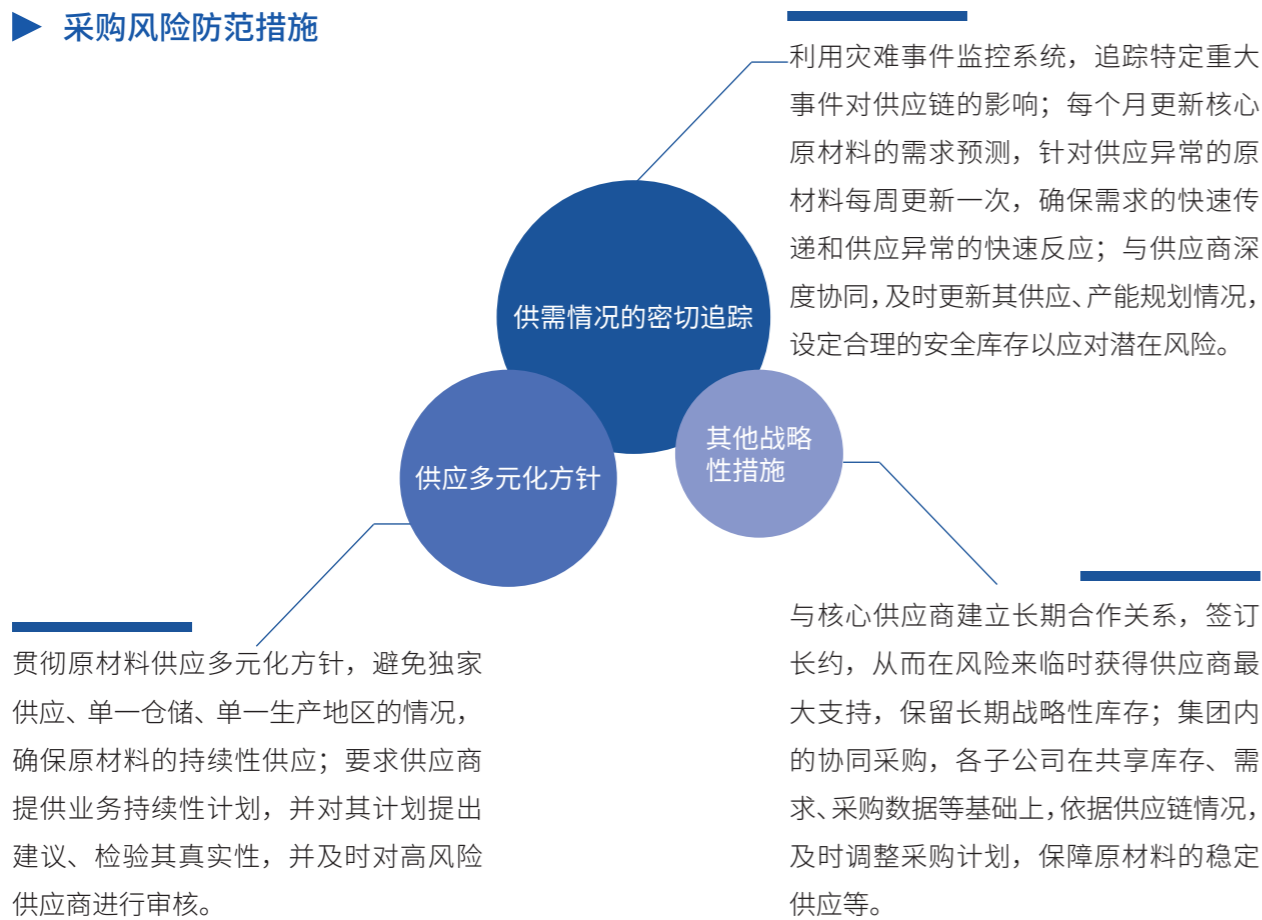 采购风险防范措施
利用灾难事件监控系统，追踪特定重大
事件对供应链的影响；每个月更新核心
原材料的需求预测，针对供应异常的原
材料每周更新一次，确保需求的快速传
递和供应异常的快速反应；与供应商深
度协同，及时更新其供应、产能规划情况，
设定合理的安全库存以应对潜在风险。
供需情况的密切追踪
供应多元化方针
其他战略
性措施
贯彻原材料供应多元化方针，避免独家
供应、单一仓储、单一生产地区的情况，
确保原材料的持续性供应；要求供应商
提供业务持续性计划，并对其计划提出
建议、检验其真实性，并及时对高风险
供应商进行审核。
与核心供应商建立长期合作关系，签订
长约，从而在风险来临时获得供应商最
大支持，保留长期战略性库存；集团内
的协同采购，各子公司在共享库存、需
求、采购数据等基础上，依据供应链情况，
及时调整采购计划，保障原材料的稳定
供应等。